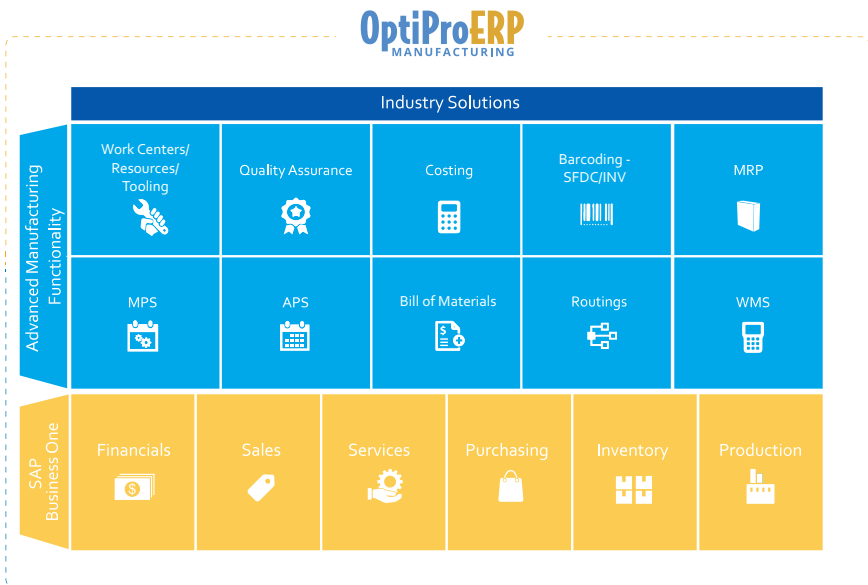 OptiProERP
MANUFACTURING
Industry Solutions
Advanced Manufacturing
Functionality
Work Centers/
Resources/
Tooling
Quality Assurance
Costing
Barcoding -
SFDC/INV
MRP
MPS
APS
Bill of Materials
Routings
WMS
SAP
Business One
Financials
Sales
Services
Purchasing
Inventory
Production